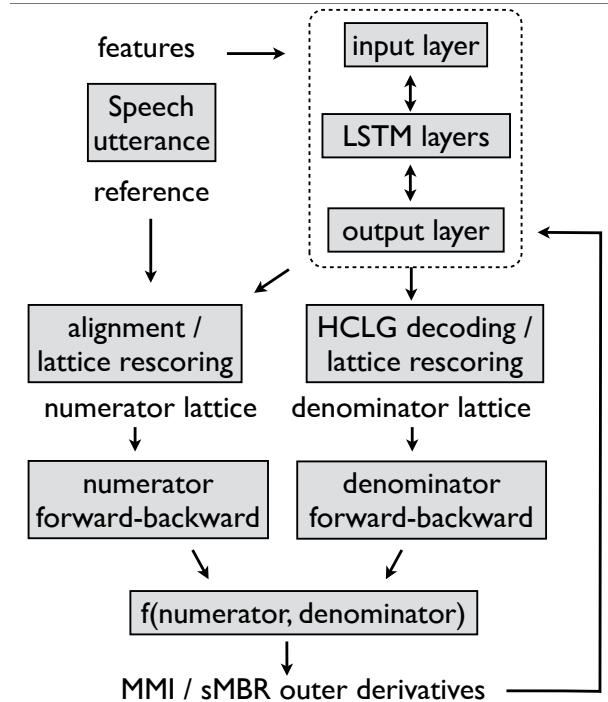 features
input layer
Speech
utterance
LSTM layers
reference
output layer
alignment /
lattice rescoring
HCLG decoding /
lattice rescoring
numerator lattice
denominator lattice
numerator
forward-backward
denominator
forward-backward
f(numerator, denominator)
MMI / sMBR outer derivatives